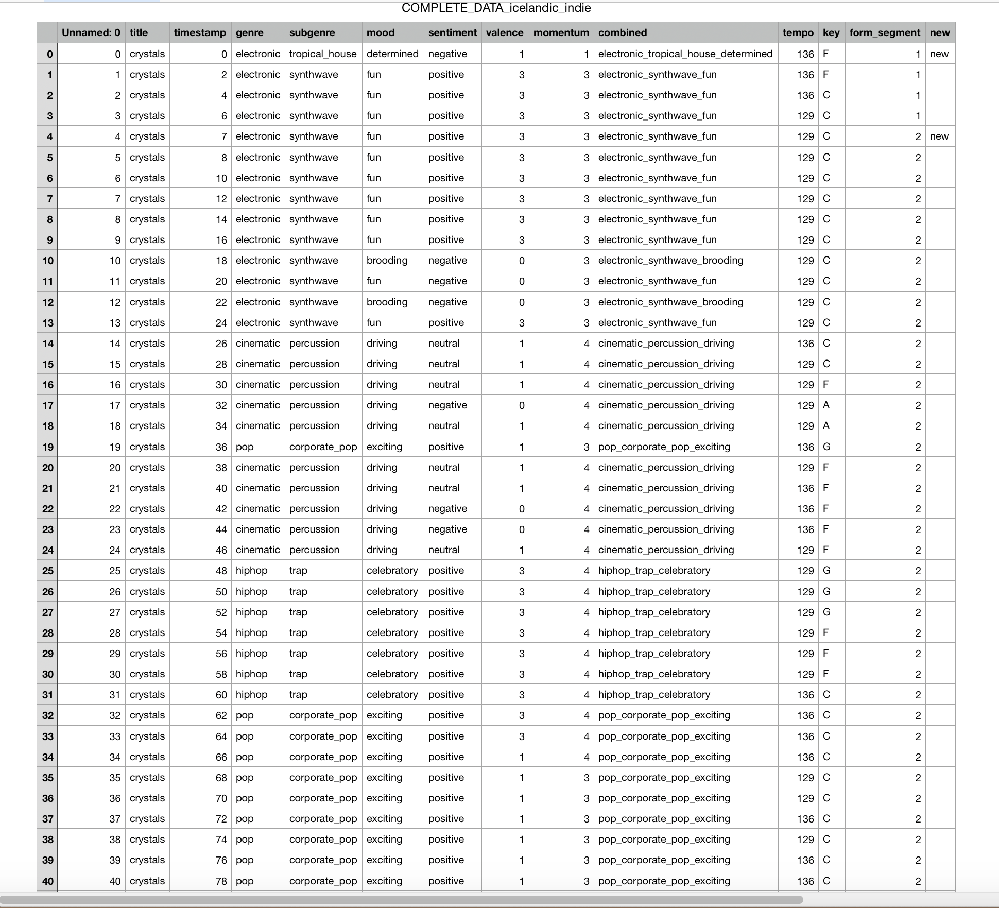 COMPLETE_DATA_icelandic_indie
Unnamed: 0 title timestamp genre subgenre mood sentiment valence momentum combined tempo key form_segment new
0 0 crystals 0 electronic tropical_house determined negative 1 1 electronic_tropical_house_determined 136 F 1 new
1 1 crystals 2 electronic synthwave fun positive 3 3 electronic_synthwave_fun 136 F 1
2 2 crystals 4 electronic synthwave fun positive 3 3 electronic_synthwave_fun 136 C 1
3 3 crystals 6 electronic synthwave fun positive 3 3 electronic_synthwave_fun 129 C 1
4 4 crystals 7 electronic synthwave fun positive 3 3 electronic_synthwave_fun 129 C 2 new
5 5 crystals 8 electronic synthwave fun positive 3 3 electronic_synthwave_fun 129 C 2
6 6 crystals 10 electronic synthwave fun positive 3 3 electronic_synthwave_fun 129 C 2
7 7 crystals 12 electronic synthwave fun positive 3 3 electronic_synthwave_fun 129 C 2
8 8 crystals 14 electronic synthwave fun positive 3 3 electronic_synthwave_fun 129 C 2
9 9 crystals 16 electronic synthwave fun positive 3 3 electronic_synthwave_fun 129 C 2
10 10 crystals 18 electronic synthwave brooding negative 0 3 electronic_synthwave_brooding 129 C 2
11 11 crystals 20 electronic synthwave fun negative 0 3 electronic_synthwave_fun 129 C 2
12 12 crystals 22 electronic synthwave brooding negative 0 3 electronic_synthwave_brooding 129 C 2
13 13 crystals 24 electronic synthwave fun positive 3 3 electronic_synthwave_fun 129 C 2
14 14 crystals 26 cinematic percussion driving neutral 1 4 cinematic_percussion_driving 136 C 2
15 15 crystals 28 cinematic percussion driving neutral 1 4 cinematic_percussion_driving 129 C 2
16 16 crystals 30 cinematic percussion driving neutral 1 4 cinematic_percussion_driving 129 F 2
17 17 crystals 32 cinematic percussion driving negative 0 4 cinematic_percussion_driving 129 A 2
18 18 crystals 34 cinematic percussion driving neutral 1 4 cinematic_percussion_driving 129 A 2
19 19 crystals 36 pop corporate_pop exciting positive 1 3 pop_corporate_pop_exciting 136 G 2
20 20 crystals 38 cinematic percussion driving neutral 1 4 cinematic_percussion_driving 129 F 2
21 21 crystals 40 cinematic percussion driving neutral 1 4 cinematic_percussion_driving 136 F 2
22 22 crystals 42 cinematic percussion driving negative 0 4 cinematic_percussion_driving 136 F 2
23 23 crystals 44 cinematic percussion driving negative 0 4 cinematic_percussion_driving 136 F 2
24 24 crystals 46 cinematic percussion driving neutral 1 4 cinematic_percussion_driving 129 F 2
25 25 crystals 48 hiphop trap celebratory positive 3 4 hiphop_trap_celebratory 129 G 2
26 26 crystals 50 hiphop trap celebratory positive 3 4 hiphop_trap_celebratory 129 G 2
27 27 crystals 52 hiphop trap celebratory positive 3 4 hiphop_trap_celebratory 129 G 2
28 28 crystals 54 hiphop trap celebratory positive 3 4 hiphop_trap_celebratory 129 F 2
29 29 crystals 56 hiphop trap celebratory positive 3 4 hiphop_trap_celebratory 129 F 2
30 30 crystals 58 hiphop trap celebratory positive 3 4 hiphop_trap_celebratory 129 F 2
31 31 crystals 60 hiphop trap celebratory positive 3 4 hiphop_trap_celebratory 136 C 2
32 32 crystals 62 pop corporate_pop exciting positive 3 4 pop_corporate_pop_exciting 136 C 2
33 33 crystals 64 pop corporate_pop exciting positive 3 4 pop_corporate_pop_exciting 136 C 2
34 34 crystals 66 pop corporate_pop exciting positive 1 4 pop_corporate_pop_exciting 136 C 2
35 35 crystals 68 pop corporate_pop exciting positive 1 3 pop_corporate_pop_exciting 129 C 2
36 36 crystals 70 pop corporate_pop exciting positive 1 3 pop_corporate_pop_exciting 129 C 2
37 37 crystals 72 pop corporate_pop exciting positive 1 3 pop_corporate_pop_exciting 136 C 2
38 38 crystals 74 pop corporate_pop exciting positive 1 3 pop_corporate_pop_exciting 129 C 2
39 39 crystals 76 pop corporate_pop exciting positive 1 3 pop_corporate_pop_exciting 136 C 2
40 40 crystals 78 pop corporate_pop exciting positive 1 3 pop_corporate_pop_exciting 136 C 2